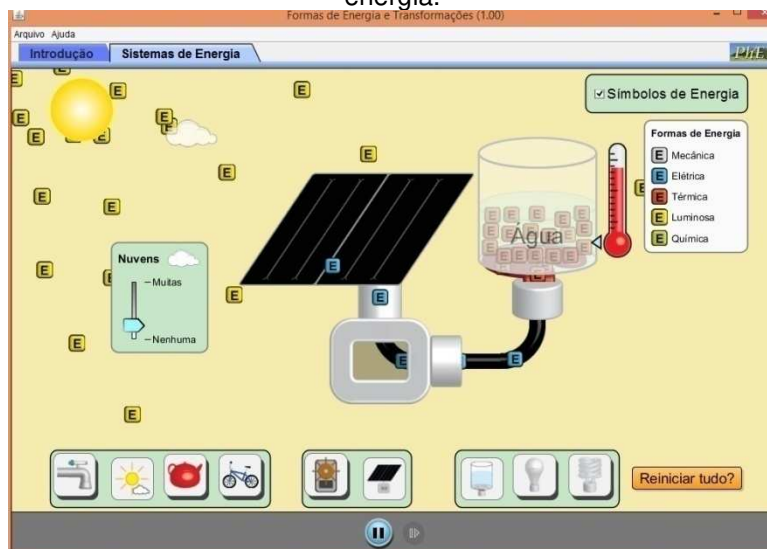 energia.
Formas de Energia e Transformações (1.00)
Arquivo Ajuda
Introdução
Sistemas de Energia
PhET
Símbolos de Energia
Formas de Energia
E Mecânica
E Elétrica
E Térmica
E Luminosa
E Química
Água
Nuvens
Muitas
Nenhuma
Reiniciar tudo?